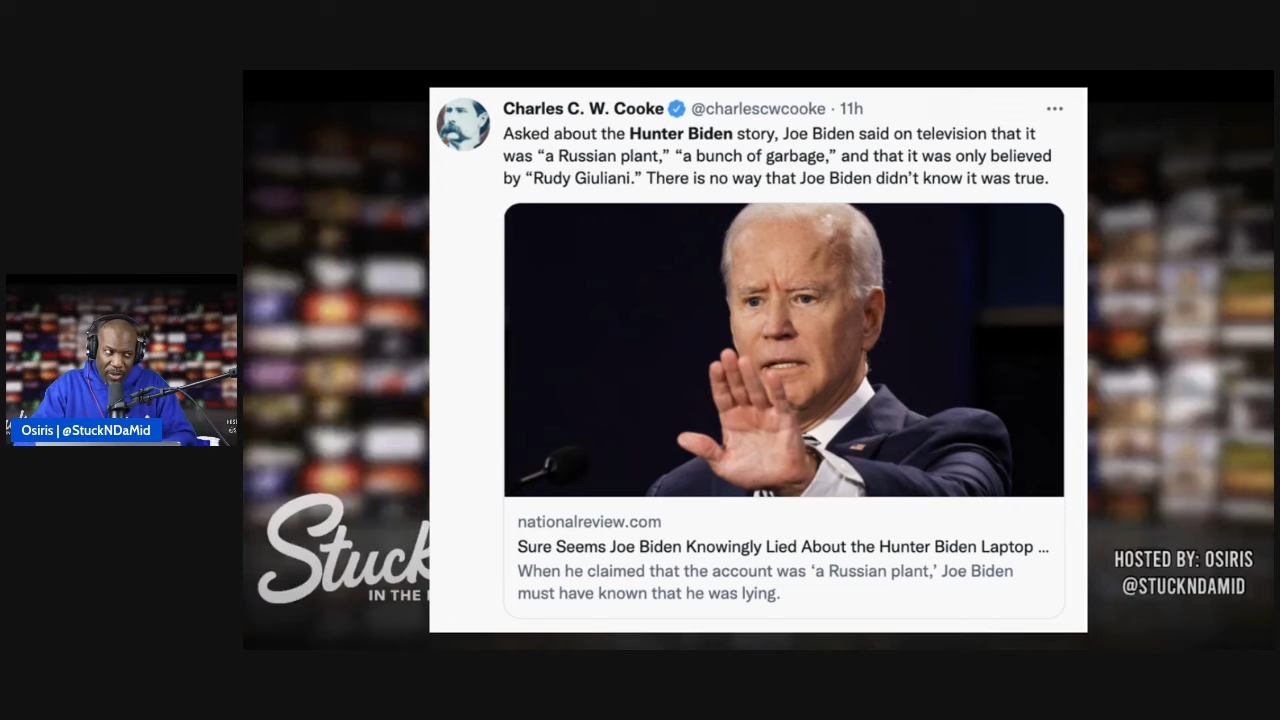 Charles C. W. Cooke @charlescwcooke · 11h
Asked about the Hunter Biden story, Joe Biden said on television that it
was “a Russian plant,” “a bunch of garbage,” and that it was only believed
by “Rudy Giuliani.” There is no way that Joe Biden didn’t know it was true.
nationalreview.com
Sure Seems Joe Biden Knowingly Lied About the Hunter Biden Laptop ...
When he claimed that the account was ‘a Russian plant,’ Joe Biden
must have known that he was lying.
Osiris | @StuckNDaMid
Stuck
IN THE
HOSTED BY: OSIRIS
@STUCKNDAMID